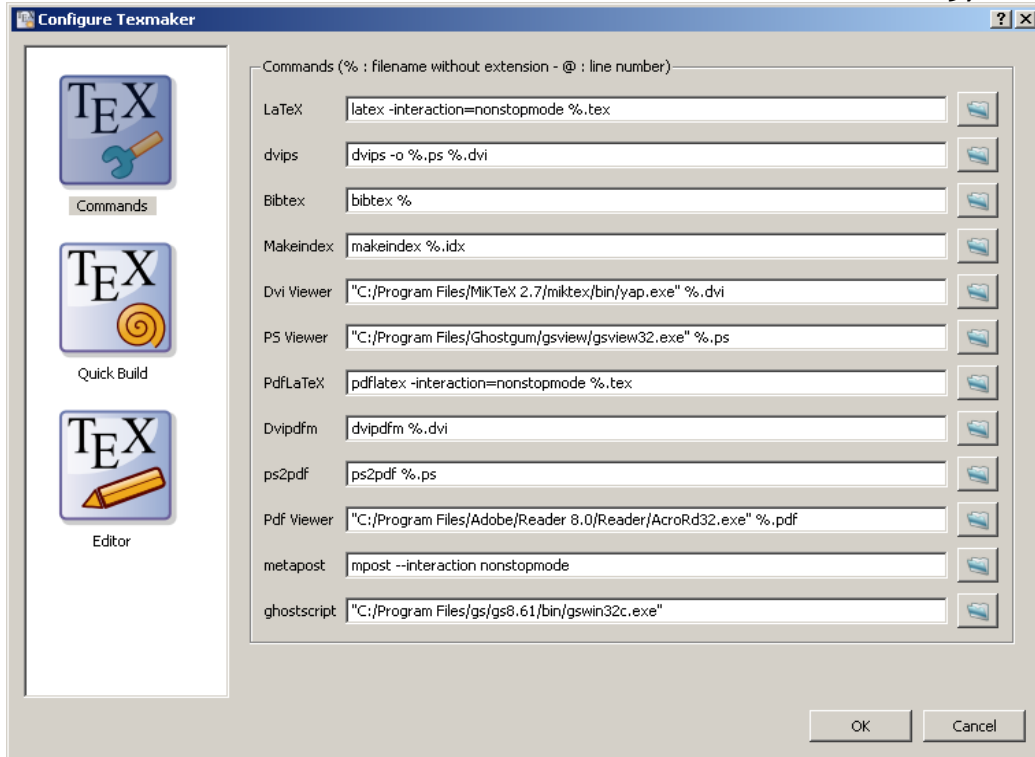 Configure Texmaker
TEX
Commands
TEX
Quick Build
TEX
Editor
Commands (% : filename without extension - @ : line number)
LaTeX latex -interaction=nonstopmode %.tex
dvips dvips -o %.ps %.dvi
Bibtex bibtex %
Makeindex makeindex %.idx
Dvi Viewer "C:/Program Files/MiKTeX 2.7/miktex/bin/yap.exe" %.dvi
PS Viewer "C:/Program Files/Ghostgum/gsview/gsview32.exe" %.ps
PdfLaTeX pdflatex -interaction=nonstopmode %.tex
Dvipdfm dvipdfm %.dvi
ps2pdf ps2pdf %.ps
Pdf Viewer "C:/Program Files/Adobe/Reader 8.0/Reader/AcroRd32.exe" %.pdf
metapost mpost --interaction nonstopmode
ghostscript "C:/Program Files/gs/gs8.61/bin/gswin32c.exe"
OK Cancel